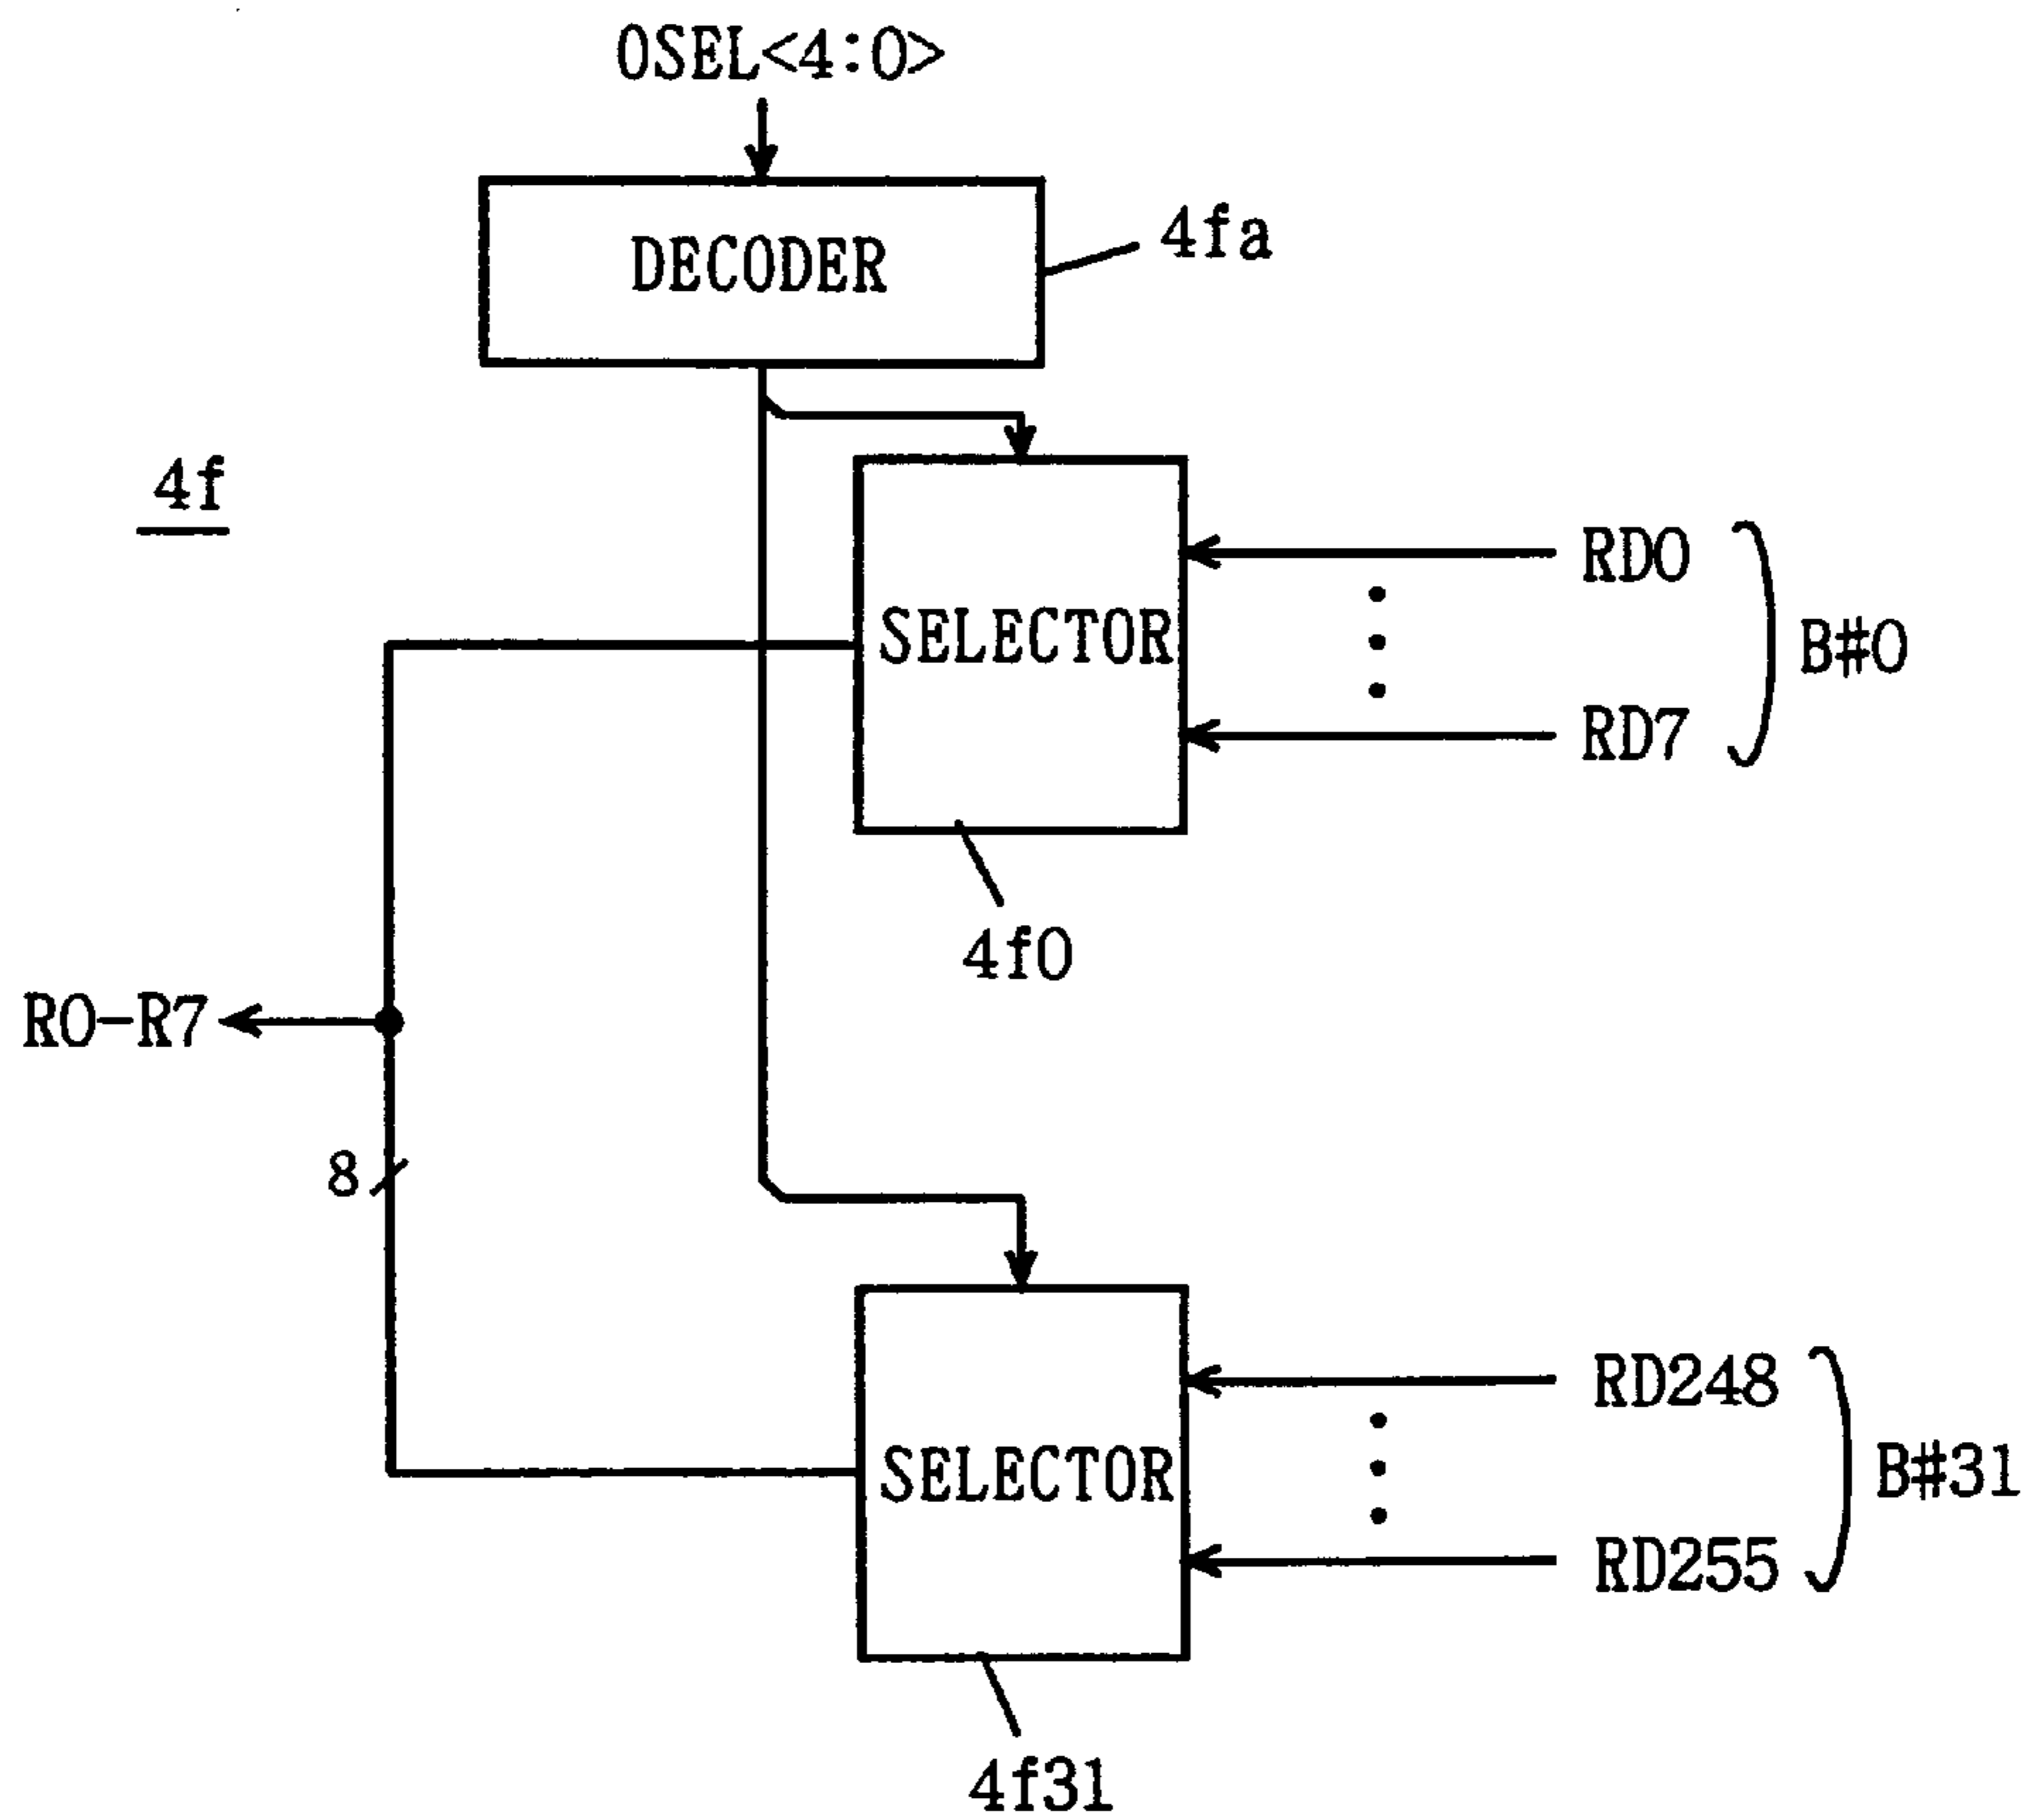 OSEL<4:0>
DECODER
4fa
4f
SELECTOR
RD0
RD7
B#0
4f0
R0-R7
8
SELECTOR
RD248
RD255
B#31
4f31